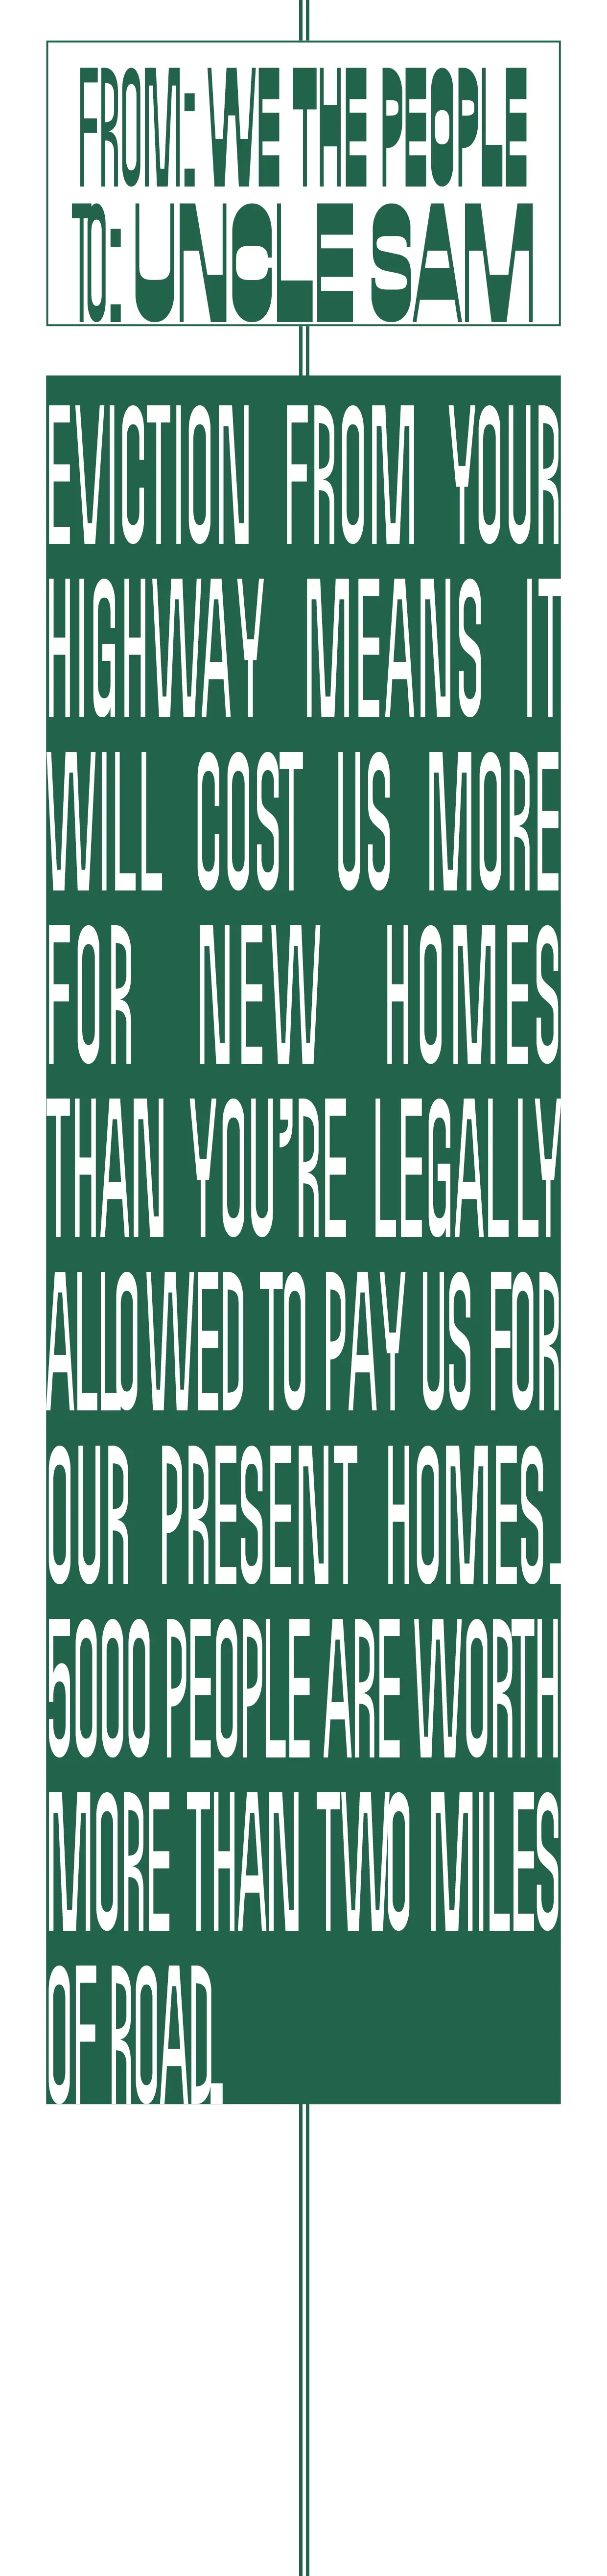 FROM: WE THE PEOPLE
TO: UNCLE SAM
EVICTION FROM YOUR
HIGHWAY MEANS IT
WILL COST US MORE
FOR NEW HOMES
THAN YOU’RE LEGALLY
ALLOWED TO PAY US FOR
OUR PRESENT HOMES.
5000 PEOPLE ARE WORTH
MORE THAN TWO MILES
OF ROAD.